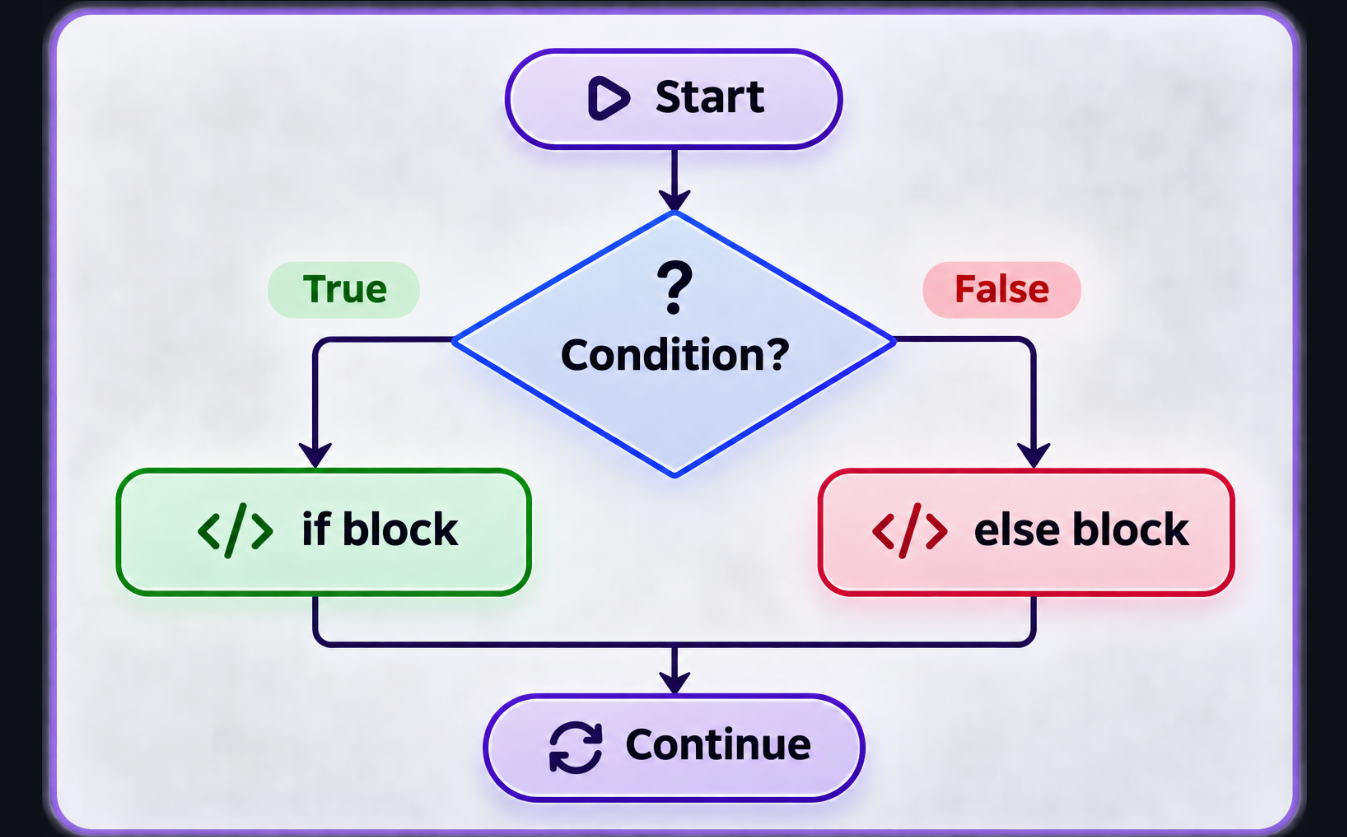 Start
?
Condition?
True
False
</> if block
</> else block
Continue